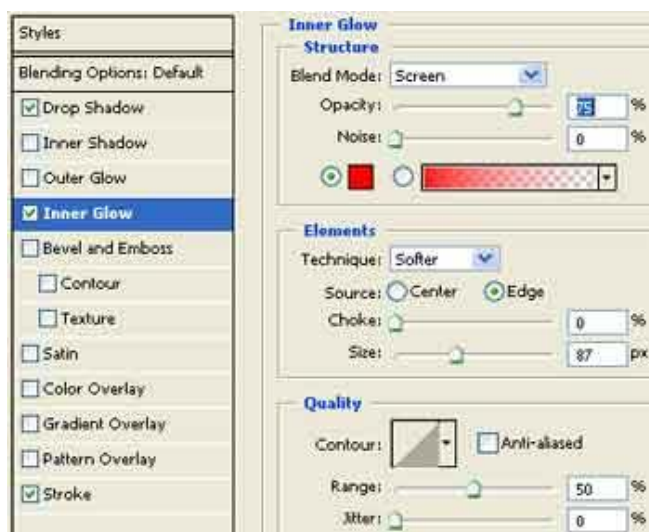 Styles
Blending Options: Default
Drop Shadow
Inner Shadow
Outer Glow
Inner Glow
Bevel and Emboss
Contour
Texture
Satin
Color Overlay
Gradient Overlay
Pattern Overlay
Stroke
Inner Glow
Structure
Blend Mode: Screen
Opacity: 75 %
Noise: 0 %
Elements
Technique: Softer
Source: Center Edge
Choke: 0 %
Size: 87 px
Quality
Contour: Anti-aliased
Range: 50 %
Jitter: 0 %